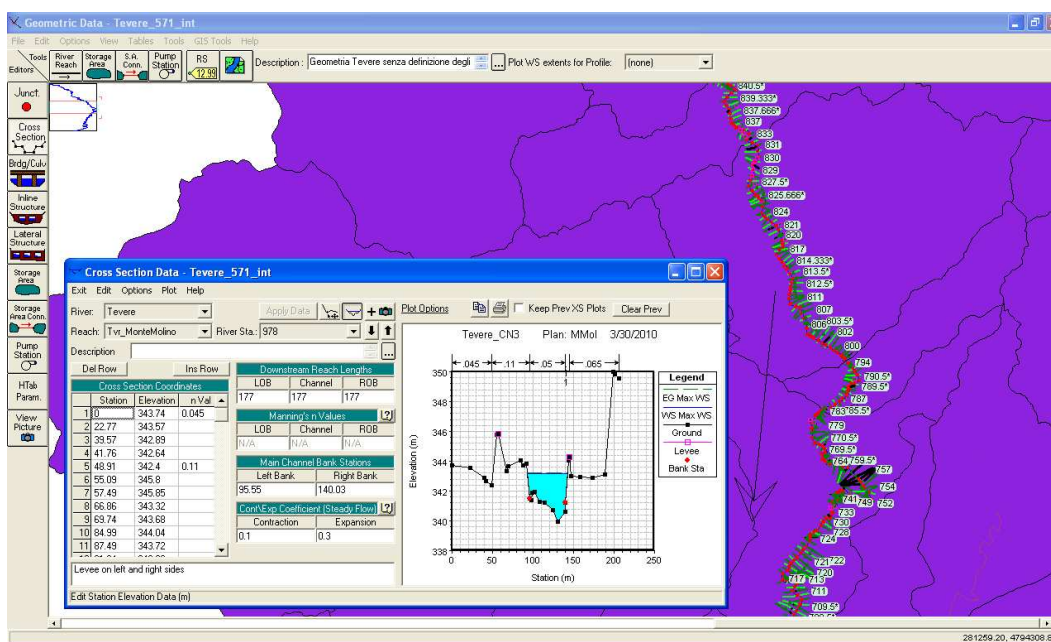 Geometric Data - Tevere_571_int
File Edit Options View Tables Tools GIS Tools Help
Tools
Editors
River
Reach
Storage
Area
S.A.
Conn.
Pump
Station
RS
12.99
Description : Geometria Tevere senza definizione degli ... Plot WS extents for Profile: (none)
Junct.
Cross
Section
Brdg/Culv
Inline
Structure
Lateral
Structure
Storage
Area
Storage
Area Conn.
Pump
Station
HTab
Param.
View
Picture
840.5*
839.333*
837.666*
837
833
831
830
829
827.5*
825.666*
824
821
820
817
814.333*
813.5*
812.5*
811
807
803.5*
806
802
800
794
790.5*
789.5*
787
783
785.5*
779
770.5*
769.5*
764
759.5*
757
754
752
749
741
733
730
728
724
722
721
720
717
713
711
709.5*
Cross Section Data - Tevere_571_int
Exit Edit Options Plot Help
River: Tevere Apply Data
Reach: Tvr_MonteMolino River Sta.: 978
Description ...
Del Row Ins Row
Cross Section Coordinates
Station Elevation n Val
1 0 343.74 0.045
2 22.77 343.57
3 39.57 342.89
4 41.76 342.64
5 48.91 342.4 0.11
6 55.09 345.8
7 57.49 345.85
8 66.86 343.32
9 69.74 343.68
10 84.99 344.04
11 87.49 343.72
Downstream Reach Lengths
LOB Channel ROB
177 177 177
Manning's n Values
LOB Channel ROB
N/A N/A N/A
Main Channel Bank Stations
Left Bank Right Bank
95.55 140.03
Cont\Exp Coefficient (Steady Flow)
Contraction Expansion
0.1 0.3
Levee on left and right sides
Edit Station Elevation Data (m)
Plot Options Keep Prev XS Plots Clear Prev
Tevere_CN3 Plan: MMol 3/30/2010
.045 .11 .05 .065
1
350
348
346
344
342
340
338
Elevation (m)
0 50 100 150 200 250
Station (m)
Legend
EG Max WS
WS Max WS
Ground
Levee
Bank Sta